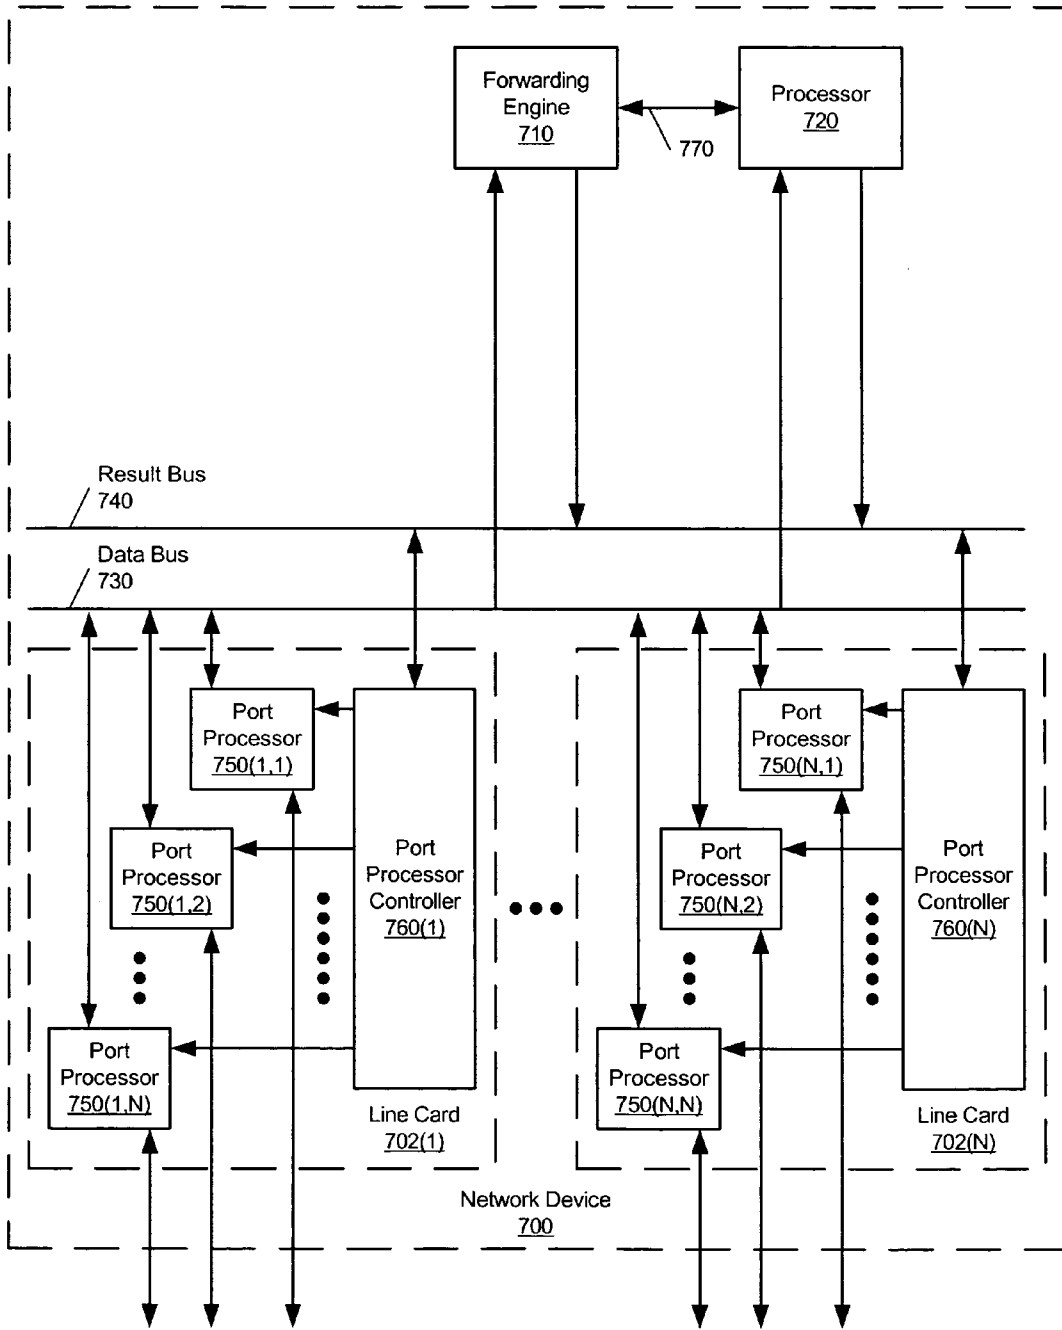 Forwarding
Engine
710
Processor
720
770
Result Bus
740
Data Bus
730
Port
Processor
750(1,1)
Port
Processor
750(1,2)
Port
Processor
750(1,N)
Port
Processor
Controller
760(1)
Line Card
702(1)
Port
Processor
750(N,1)
Port
Processor
750(N,2)
Port
Processor
750(N,N)
Port
Processor
Controller
760(N)
Line Card
702(N)
Network Device
700